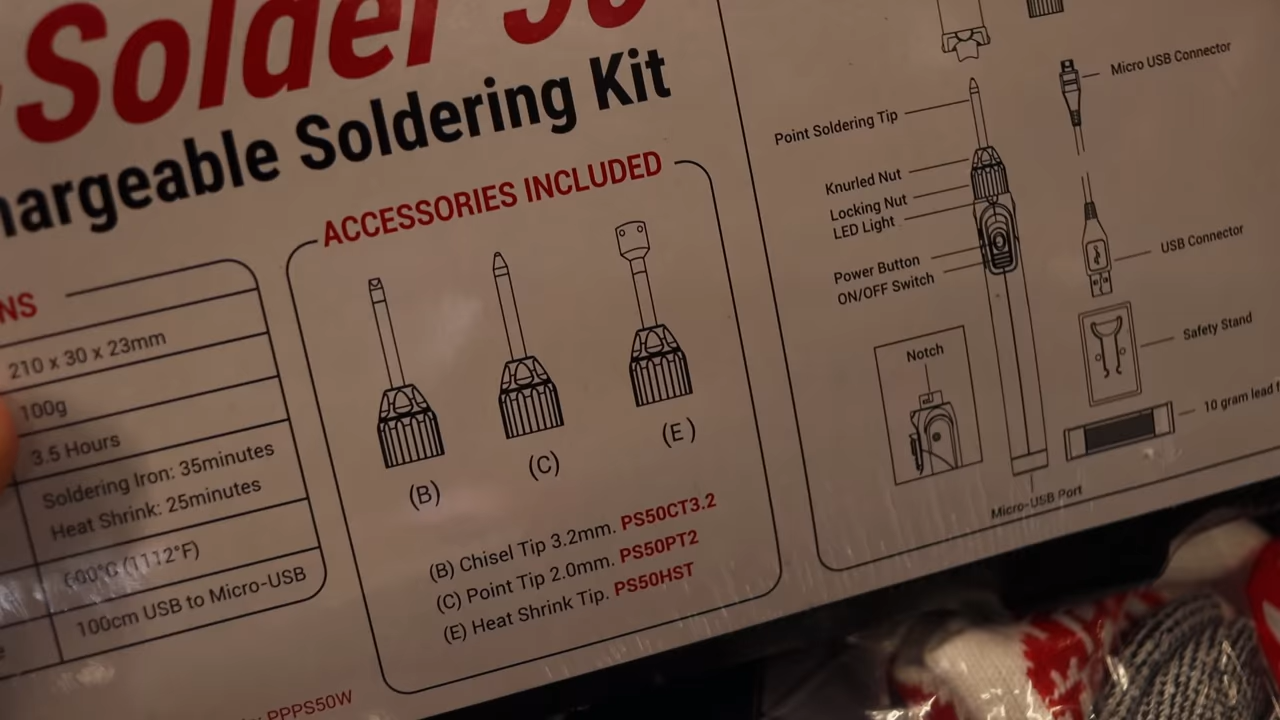 Solder 50
hargeable Soldering Kit
NS
210 x 30 x 23mm
100g
3.5 Hours
Soldering Iron: 35minutes
Heat Shrink: 25minutes
600°C (1112°F)
100cm USB to Micro-USB
PPPS50W
ACCESSORIES INCLUDED
(B)
(C)
(E)
(B) Chisel Tip 3.2mm. PS50CT3.2
(C) Point Tip 2.0mm. PS50PT2
(E) Heat Shrink Tip. PS50HST
Point Soldering Tip
Knurled Nut
Locking Nut
LED Light
Power Button
ON/OFF Switch
Notch
Micro USB Connector
USB Connector
Safety Stand
10 gram lead
Micro-USB Port